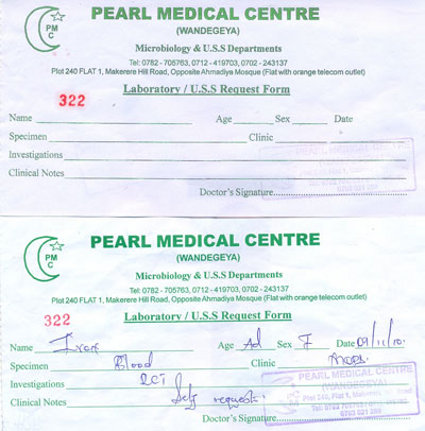 PMC
PEARL MEDICAL CENTRE
(WANDEGEYA)
Microbiology & U.S.S Departments
Tel: 0782 - 705763, 0712 - 419703, 0702 - 243137
Plot 240 FLAT 1, Makerere Hill Road, Opposite Ahmadiya Mosque (Flat with orange telecom outlet)
322
Laboratory / U.S.S Request Form
Name Age Sex Date
Specimen Clinic
Investigations
Clinical Notes
Doctor's Signature
PEARL MEDICAL CENTRE
PMC
PEARL MEDICAL CENTRE
(WANDEGEYA)
Microbiology & U.S.S Departments
Tel: 0782 - 705763, 0712 - 419703, 0702 - 243137
Plot 240 FLAT 1, Makerere Hill Road, Opposite Ahmadiya Mosque (Flat with orange telecom outlet)
322
Laboratory / U.S.S Request Form
Name Age Ad Sex F Date 09/11/10
Specimen Blood Clinic
Investigations RCT
Clinical Notes Self request
Doctor's Signature
PEARL MEDICAL CENTRE
(WANDEGEYA)